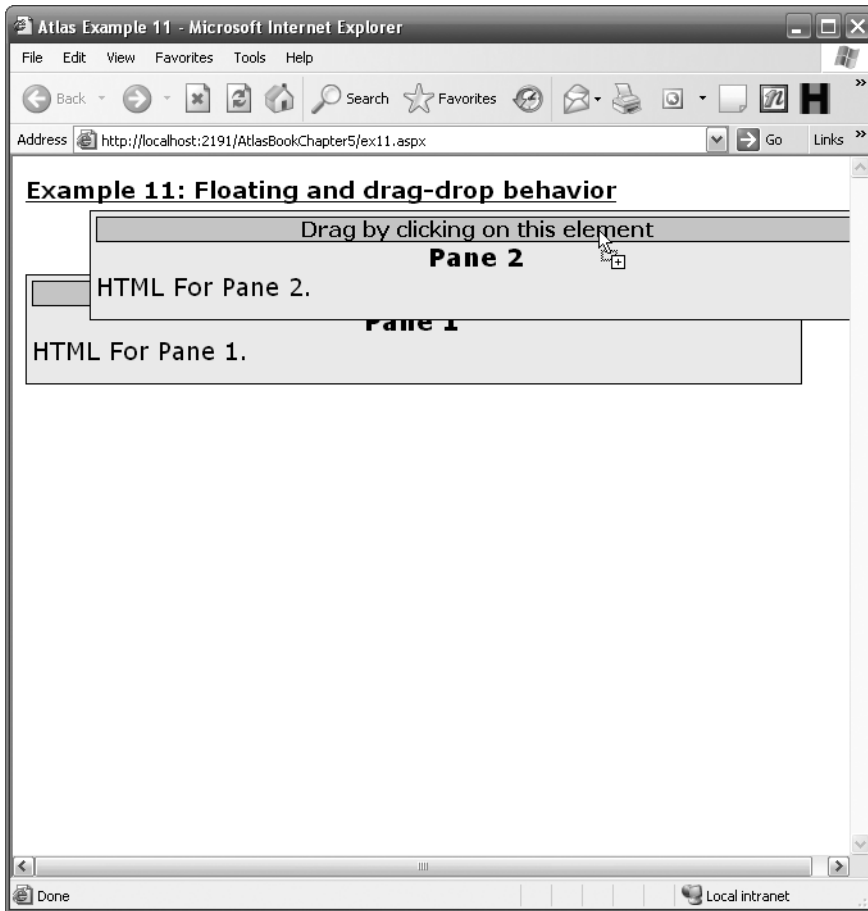 Atlas Example 11 - Microsoft Internet Explorer
File Edit View Favorites Tools Help
Back Search Favorites
Address http://localhost:2191/AtlasBookChapter5/ex11.aspx Go Links »
Example 11: Floating and drag-drop behavior
Drag by clicking on this element
Pane 2
HTML For Pane 2.
Pane 1
HTML For Pane 1.
Done Local intranet